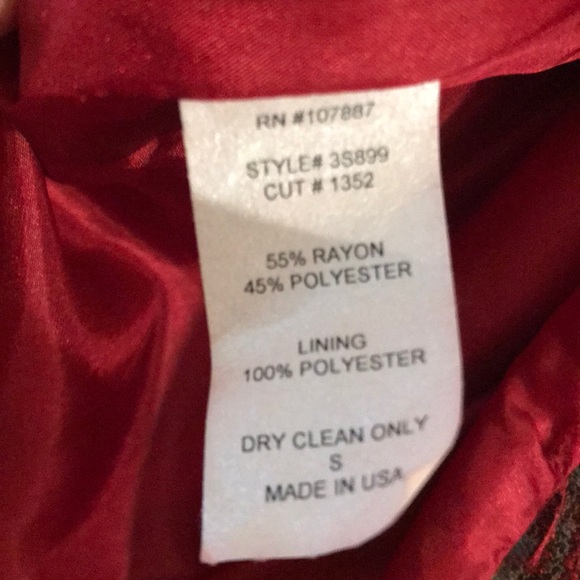 RN #107887
STYLE# 3S899
CUT # 1352
55% RAYON
45% POLYESTER
LINING
100% POLYESTER
DRY CLEAN ONLY
S
MADE IN USA